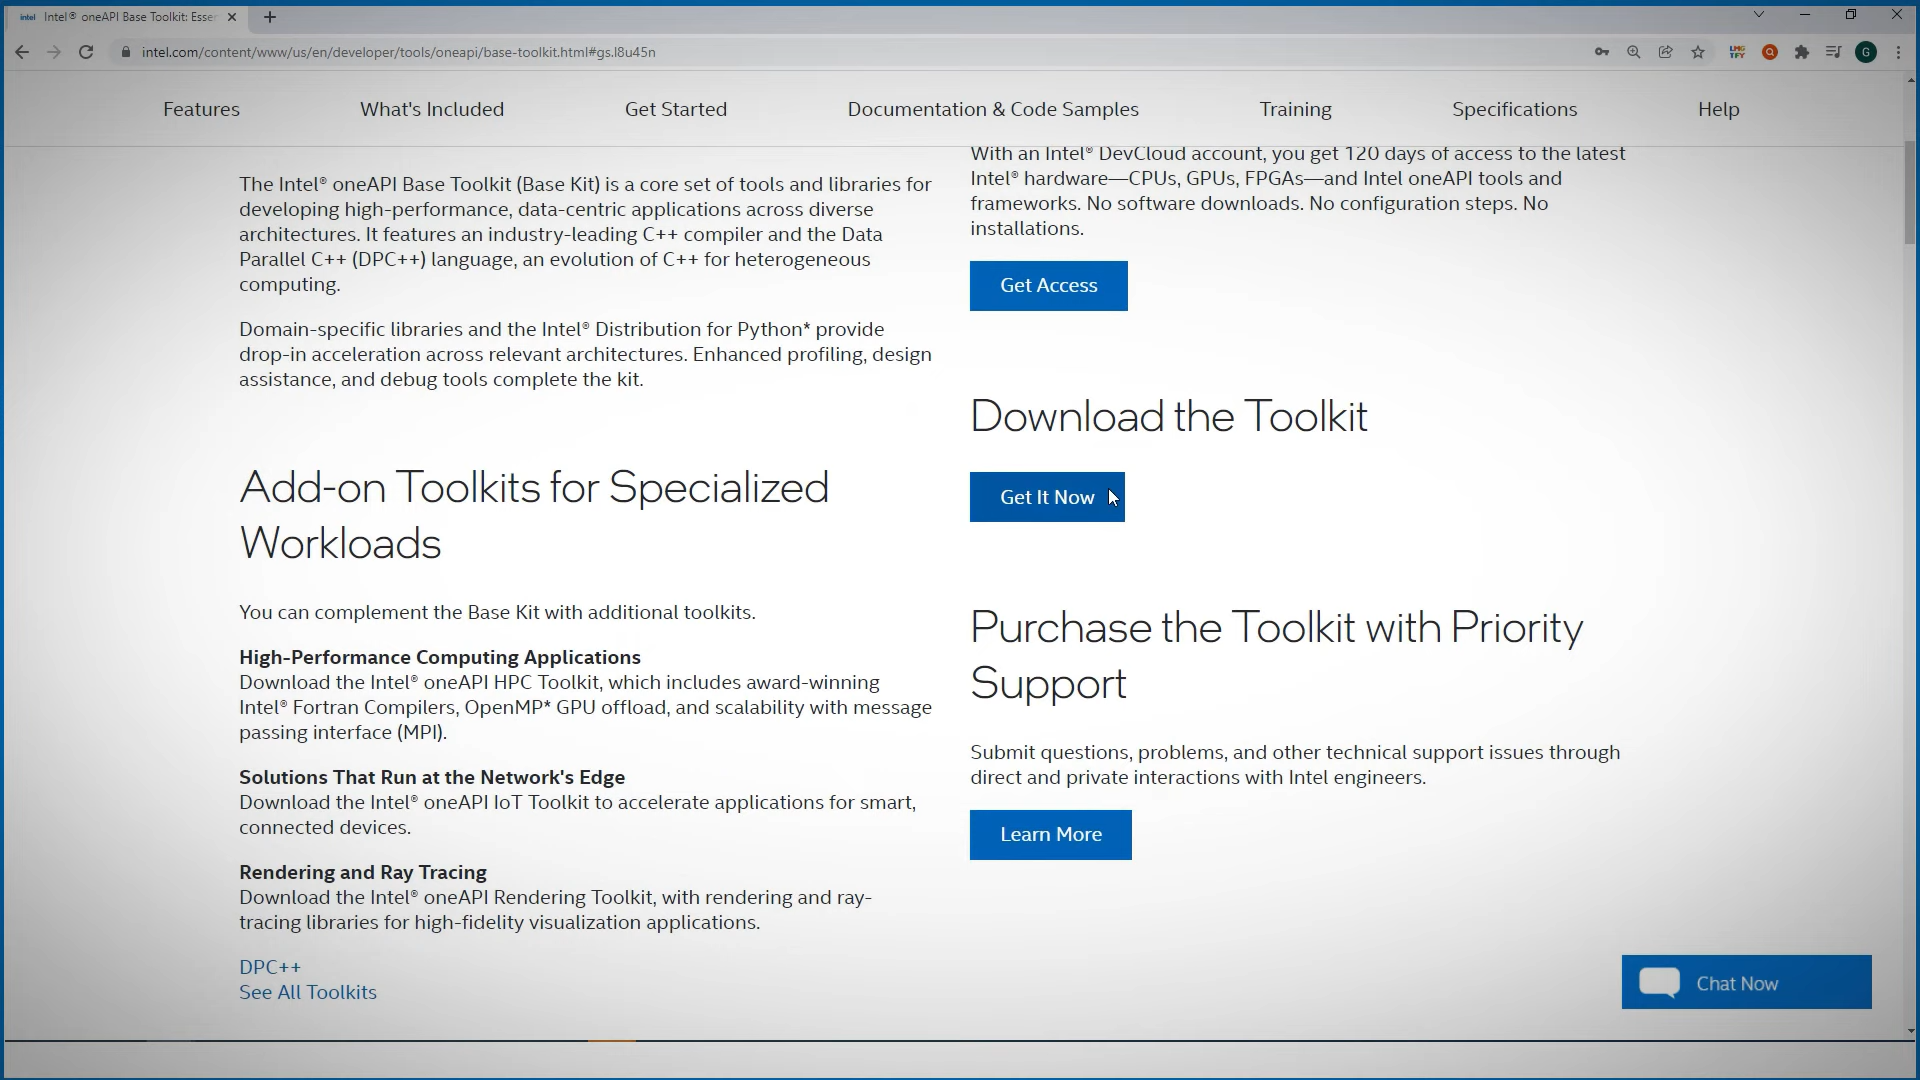 intel Intel® oneAPI Base Toolkit: Esse
intel.com/content/www/us/en/developer/tools/oneapi/base-toolkit.html#gs.l8u45n
LMG
TFY
G
Features
What's Included
Get Started
Documentation & Code Samples
Training
Specifications
Help
The Intel® oneAPI Base Toolkit (Base Kit) is a core set of tools and libraries for
developing high-performance, data-centric applications across diverse
architectures. It features an industry-leading C++ compiler and the Data
Parallel C++ (DPC++) language, an evolution of C++ for heterogeneous
computing.
Domain-specific libraries and the Intel® Distribution for Python* provide
drop-in acceleration across relevant architectures. Enhanced profiling, design
assistance, and debug tools complete the kit.
Add-on Toolkits for Specialized
Workloads
You can complement the Base Kit with additional toolkits.
High-Performance Computing Applications
Download the Intel® oneAPI HPC Toolkit, which includes award-winning
Intel® Fortran Compilers, OpenMP* GPU offload, and scalability with message
passing interface (MPI).
Solutions That Run at the Network's Edge
Download the Intel® oneAPI IoT Toolkit to accelerate applications for smart,
connected devices.
Rendering and Ray Tracing
Download the Intel® oneAPI Rendering Toolkit, with rendering and ray-
tracing libraries for high-fidelity visualization applications.
DPC++
See All Toolkits
With an Intel® DevCloud account, you get 120 days of access to the latest
Intel® hardware—CPUs, GPUs, FPGAs—and Intel oneAPI tools and
frameworks. No software downloads. No configuration steps. No
installations.
Get Access
Download the Toolkit
Get It Now
Purchase the Toolkit with Priority
Support
Submit questions, problems, and other technical support issues through
direct and private interactions with Intel engineers.
Learn More
Chat Now